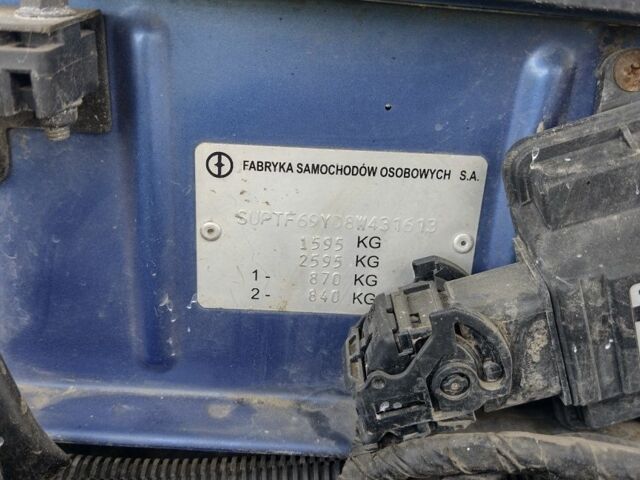 FABRYKA SAMOCHODÓW OSOBOWYCH S.A.
SUPTF69YD8W431613
1595 KG
2595 KG
1- 870 KG
2- 840 KG